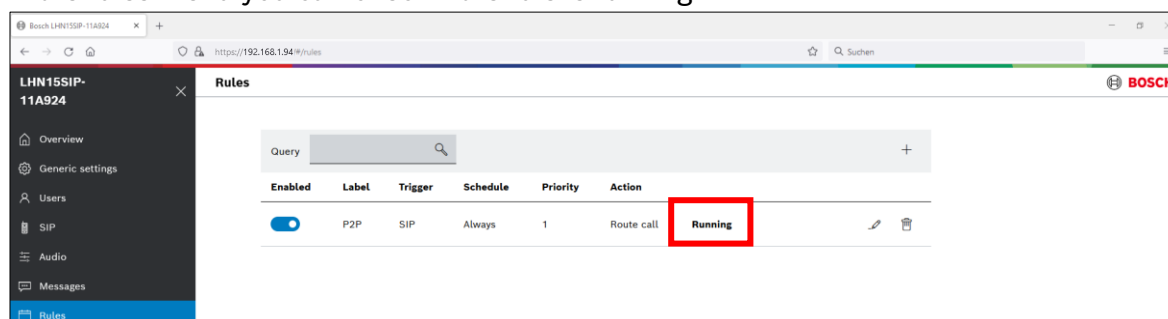 Bosch LHN15SIP-11A924
https://192.168.1.94/#/rules
Suchen
LHN15SIP-
11A924
Rules
BOSCH
Overview
Generic settings
Users
SIP
Audio
Messages
Rules
Query
Enabled Label Trigger Schedule Priority Action
P2P SIP Always 1 Route call Running